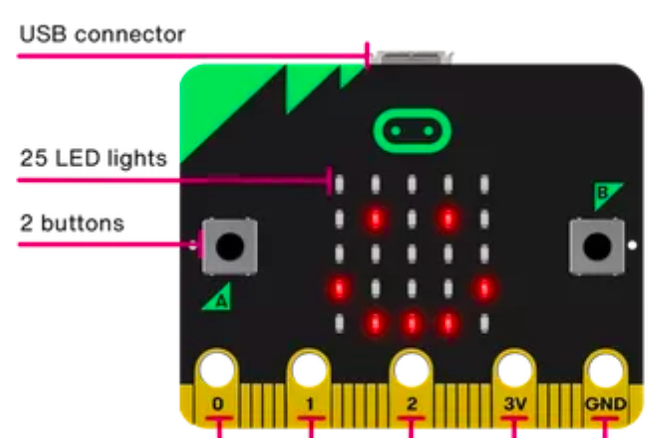 USB connector
25 LED lights
B
2 buttons
A
0 1 2 3V GND